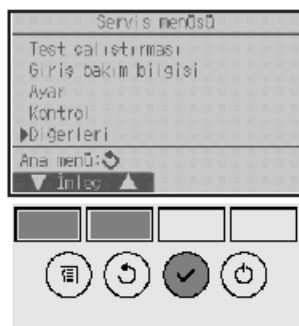 Servis menüsü
Test çalıştırması
Giriş bakım bilgisi
Ayar
Kontrol
▶Diğerleri
Ana menü:
▼ İmleç ▲